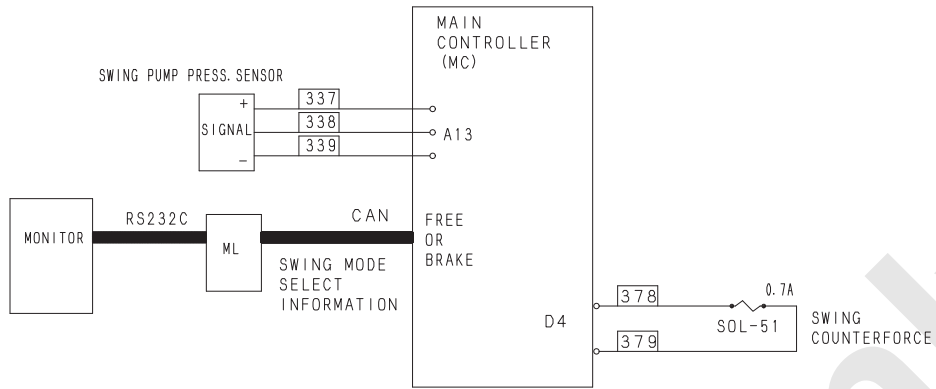 MAIN
CONTROLLER
(MC)
SWING PUMP PRESS. SENSOR
+
SIGNAL
−
337
338
339
A13
MONITOR
RS232C
ML
CAN
SWING MODE
SELECT
INFORMATION
FREE
OR
BRAKE
D4
378
379
0.7A
SOL-51
SWING
COUNTERFORCE